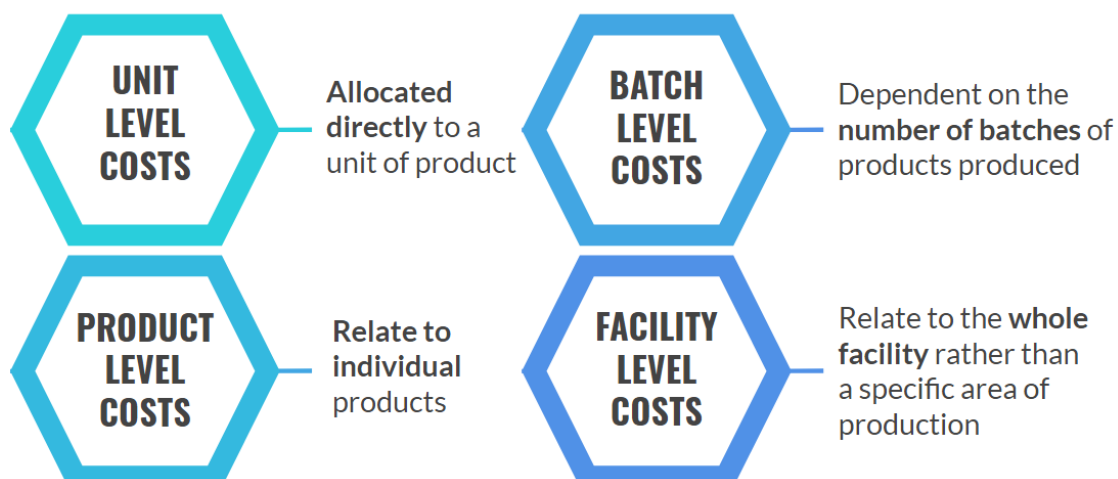 UNIT
LEVEL
COSTS
Allocated
directly to a
unit of product
BATCH
LEVEL
COSTS
Dependent on the
number of batches of
products produced
PRODUCT
LEVEL
COSTS
Relate to
individual
products
FACILITY
LEVEL
COSTS
Relate to the whole
facility rather than
a specific area of
production